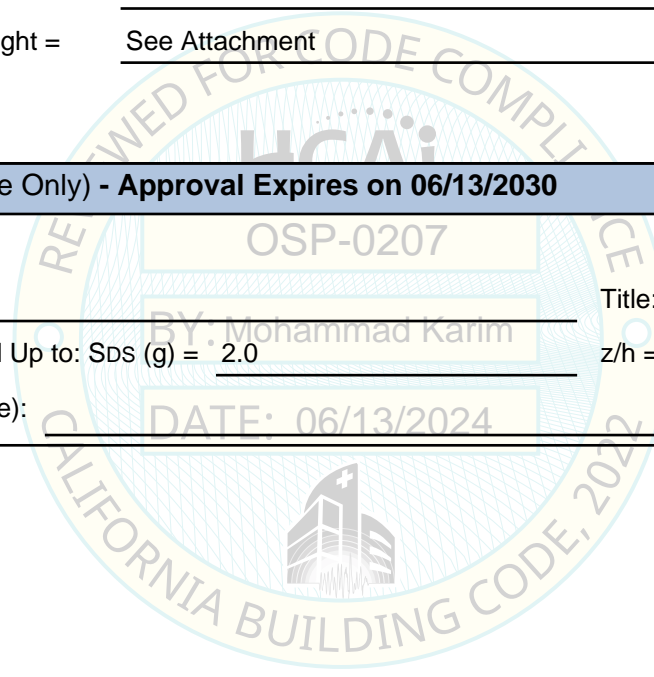 ght = See Attachment
REVIEWED FOR CODE COMPLIANCE
HCAi
e Only) - Approval Expires on 06/13/2030
OSP-0207
Title:
BY: Mohammad Karim
Up to: SDS (g) = 2.0 z/h =
e):
DATE: 06/13/2024
CALIFORNIA BUILDING CODE, 2022